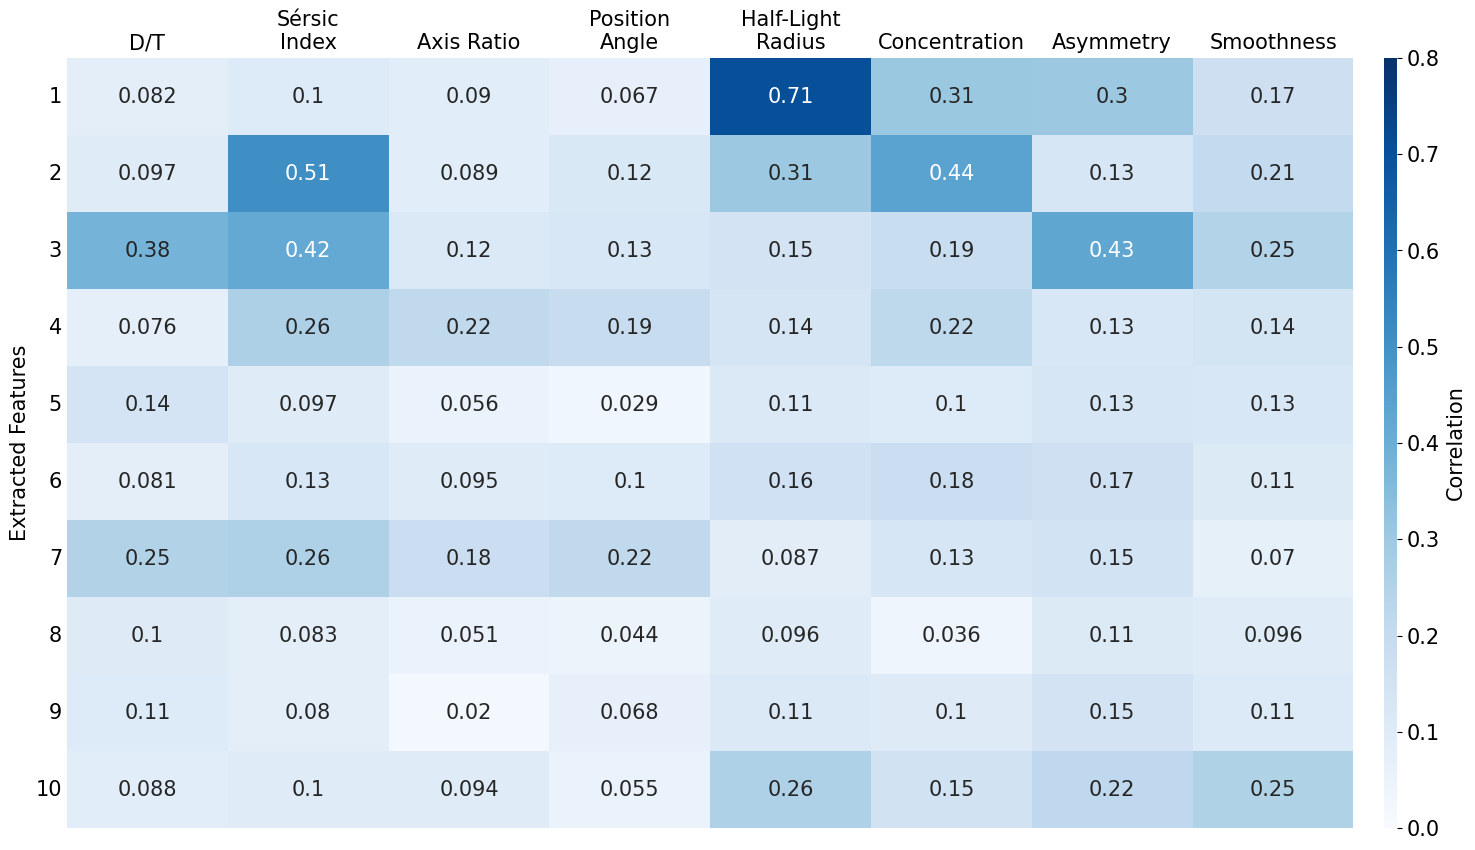 D/T Sérsic Index Axis Ratio Position Angle Half-Light Radius Concentration Asymmetry Smoothness
Extracted Features
1 0.082 0.1 0.09 0.067 0.71 0.31 0.3 0.17
2 0.097 0.51 0.089 0.12 0.31 0.44 0.13 0.21
3 0.38 0.42 0.12 0.13 0.15 0.19 0.43 0.25
4 0.076 0.26 0.22 0.19 0.14 0.22 0.13 0.14
5 0.14 0.097 0.056 0.029 0.11 0.1 0.13 0.13
6 0.081 0.13 0.095 0.1 0.16 0.18 0.17 0.11
7 0.25 0.26 0.18 0.22 0.087 0.13 0.15 0.07
8 0.1 0.083 0.051 0.044 0.096 0.036 0.11 0.096
9 0.11 0.08 0.02 0.068 0.11 0.1 0.15 0.11
10 0.088 0.1 0.094 0.055 0.26 0.15 0.22 0.25
0.8
0.7
0.6
0.5
0.4
0.3
0.2
0.1
0.0
Correlation